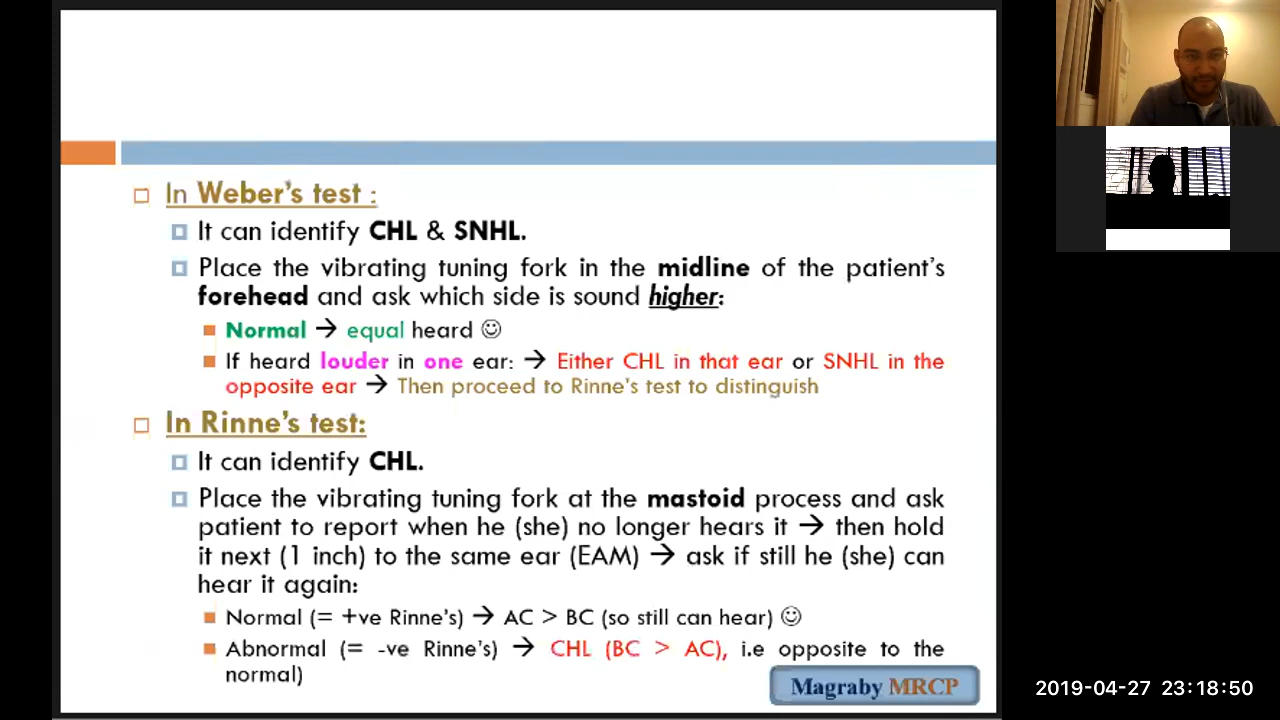 In Weber's test :
It can identify CHL & SNHL.
Place the vibrating tuning fork in the midline of the patient's
forehead and ask which side is sound higher:
Normal → equal heard ☺
If heard louder in one ear: → Either CHL in that ear or SNHL in the
opposite ear → Then proceed to Rinne's test to distinguish
In Rinne's test:
It can identify CHL.
Place the vibrating tuning fork at the mastoid process and ask
patient to report when he (she) no longer hears it → then hold
it next (1 inch) to the same ear (EAM) → ask if still he (she) can
hear it again:
Normal (= +ve Rinne's) → AC > BC (so still can hear) ☺
Abnormal (= -ve Rinne's) → CHL (BC > AC), i.e opposite to the
normal)
Magraby MRCP
2019-04-27 23:18:50